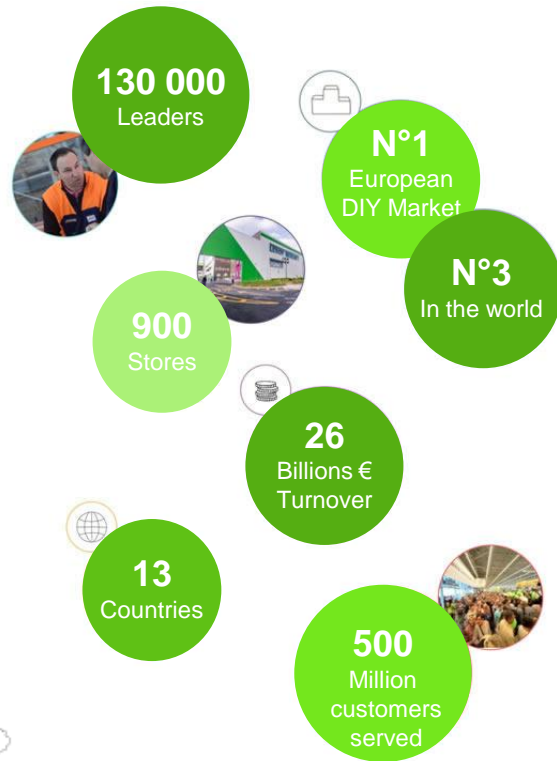 130 000
Leaders
N°1
European
DIY Market
N°3
In the world
900
Stores
26
Billions €
Turnover
13
Countries
500
Million
customers
served